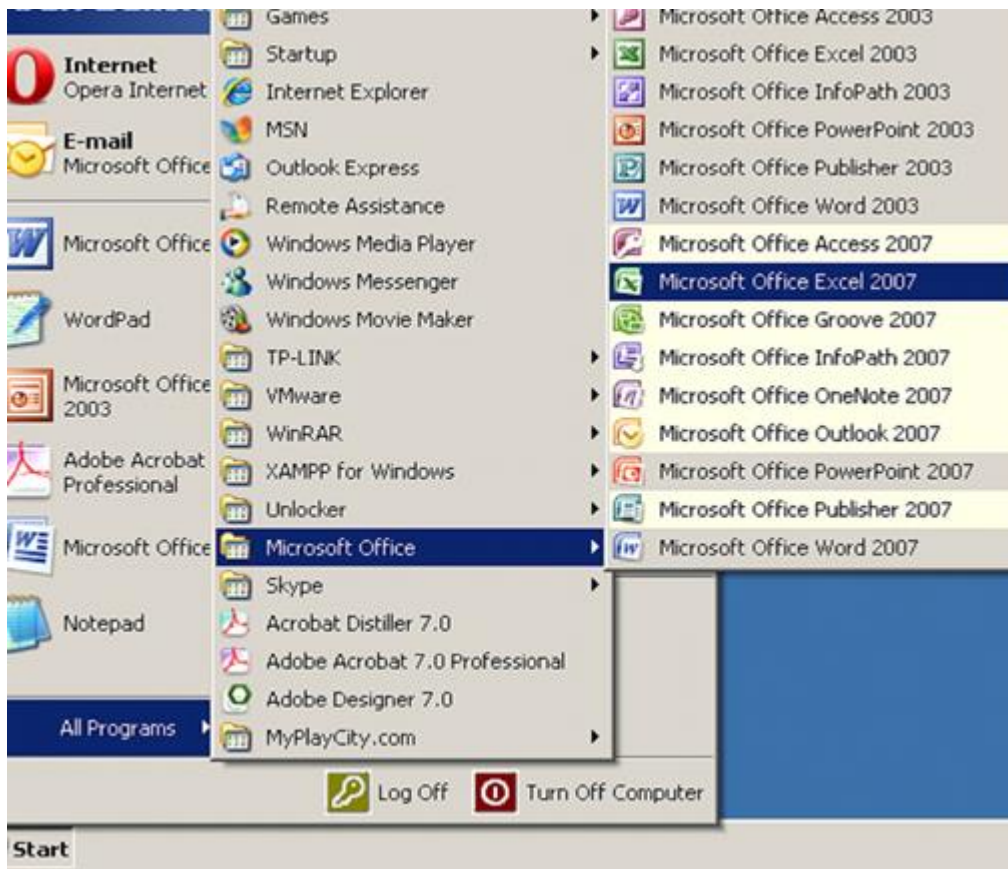 Internet
Opera Internet
E-mail
Microsoft Office
Microsoft Office
WordPad
Microsoft Office
2003
Adobe Acrobat
Professional
Microsoft Office
Notepad
All Programs
Games
Startup
Internet Explorer
MSN
Outlook Express
Remote Assistance
Windows Media Player
Windows Messenger
Windows Movie Maker
TP-LINK
VMware
WinRAR
XAMPP for Windows
Unlocker
Microsoft Office
Skype
Acrobat Distiller 7.0
Adobe Acrobat 7.0 Professional
Adobe Designer 7.0
MyPlayCity.com
Microsoft Office Access 2003
Microsoft Office Excel 2003
Microsoft Office InfoPath 2003
Microsoft Office PowerPoint 2003
Microsoft Office Publisher 2003
Microsoft Office Word 2003
Microsoft Office Access 2007
Microsoft Office Excel 2007
Microsoft Office Groove 2007
Microsoft Office InfoPath 2007
Microsoft Office OneNote 2007
Microsoft Office Outlook 2007
Microsoft Office PowerPoint 2007
Microsoft Office Publisher 2007
Microsoft Office Word 2007
Log Off
Turn Off Computer
Start